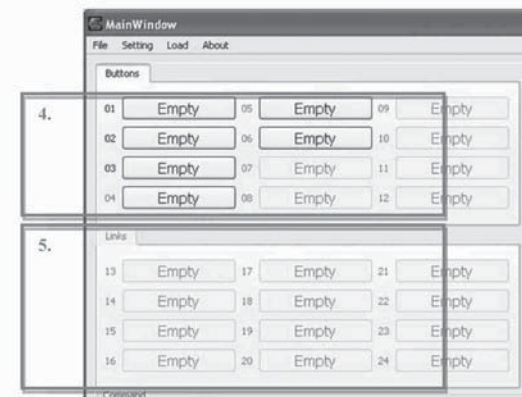 MainWindow
File Setting Load About
Buttons
4.
01 Empty 05 Empty 09 Empty
02 Empty 06 Empty 10 Empty
03 Empty 07 Empty 11 Empty
04 Empty 08 Empty 12 Empty
5.
Links
13 Empty 17 Empty 21 Empty
14 Empty 18 Empty 22 Empty
15 Empty 19 Empty 23 Empty
16 Empty 20 Empty 24 Empty
Command